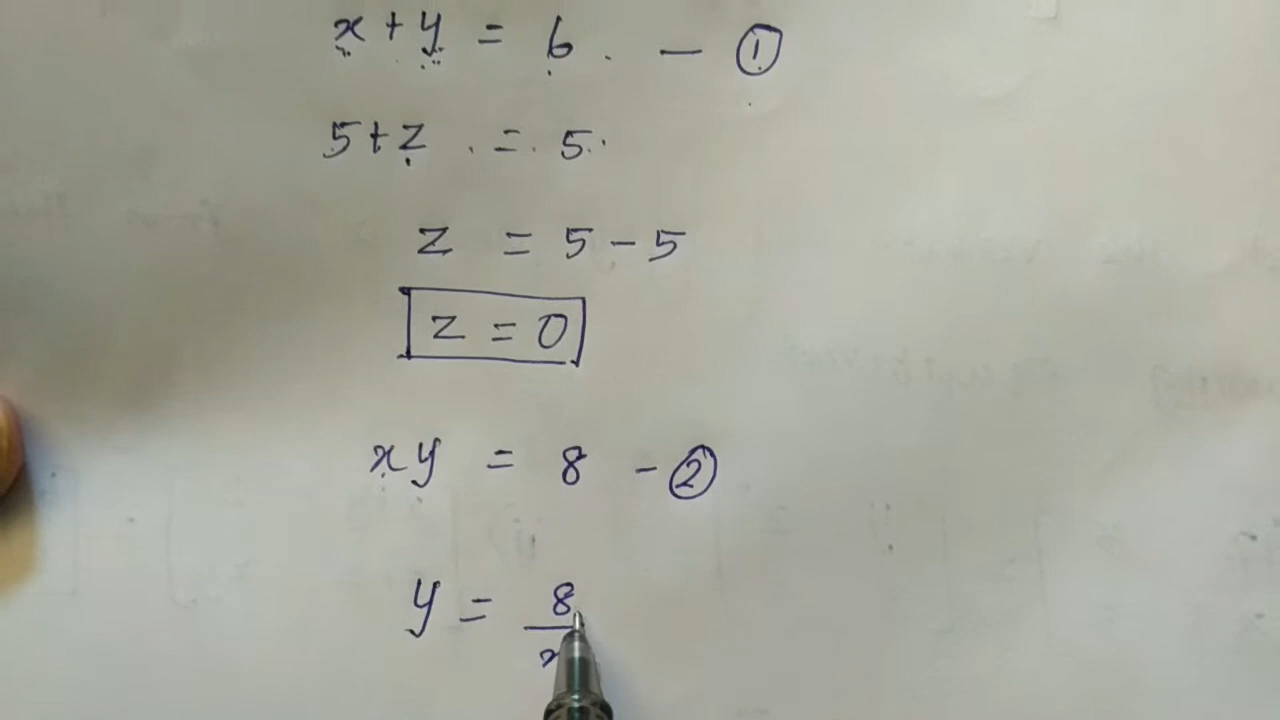 x + y = 6 - ①
5 + z = 5
z = 5 - 5
z = 0
xy = 8 - ②
y = 8/x